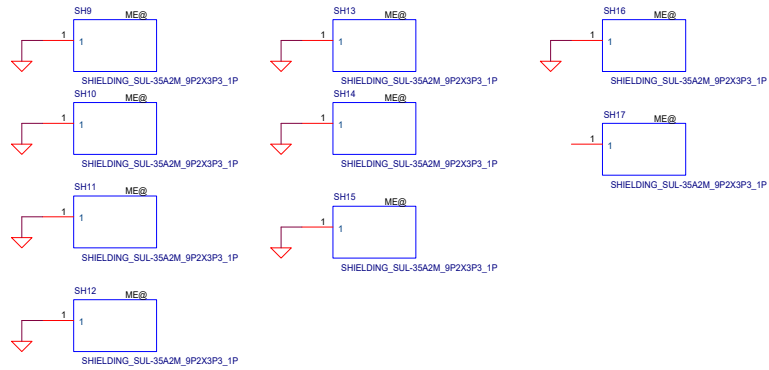 SH9 ME@
1 1
SHIELDING_SUL-35A2M_9P2X3P3_1P
SH10 ME@
1 1
SHIELDING_SUL-35A2M_9P2X3P3_1P
SH11 ME@
1 1
SHIELDING_SUL-35A2M_9P2X3P3_1P
SH12 ME@
1 1
SHIELDING_SUL-35A2M_9P2X3P3_1P
SH13 ME@
1 1
SHIELDING_SUL-35A2M_9P2X3P3_1P
SH14 ME@
1 1
SHIELDING_SUL-35A2M_9P2X3P3_1P
SH15 ME@
1 1
SHIELDING_SUL-35A2M_9P2X3P3_1P
SH16 ME@
1 1
SHIELDING_SUL-35A2M_9P2X3P3_1P
SH17 ME@
1 1
SHIELDING_SUL-35A2M_9P2X3P3_1P